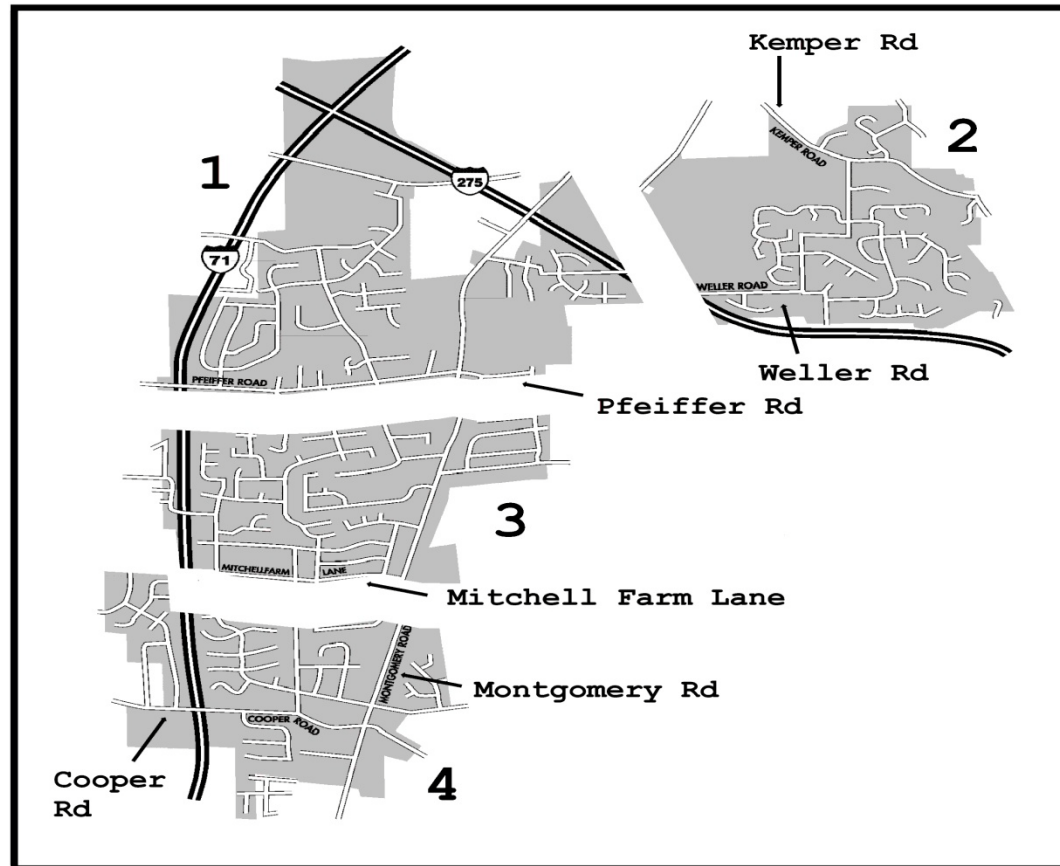 Kemper Rd
2
KEMPER ROAD
1
275
71
WELLER ROAD
Weller Rd
PFEIFFER ROAD
Pfeiffer Rd
3
MITCHELLFARM LANE
Mitchell Farm Lane
MONTGOMERY ROAD
Montgomery Rd
COOPER ROAD
Cooper
Rd
4